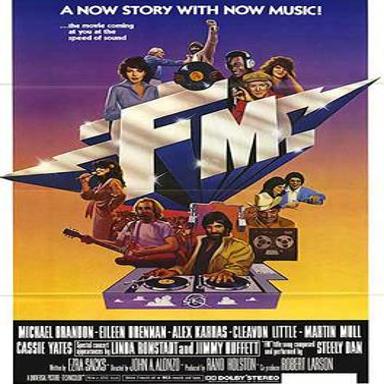 A NOW STORY WITH NOW MUSIC!
...the movie coming
at you at the
speed of sound
FM
MICHAEL BRANDON · EILEEN BRENNAN · ALEX KARRAS · CLEAVON LITTLE · MARTIN MULL
CASSIE YATES Special concert appearances by LINDA RONSTADT and JIMMY BUFFETT "FM" title song composed and performed by STEELY DAN
Written by EZRA SACKS Directed by JOHN A. ALONZO Produced by RAND HOLSTON Co-producer ROBERT LARSON
A UNIVERSAL PICTURE TECHNICOLOR® DOLBY STEREO